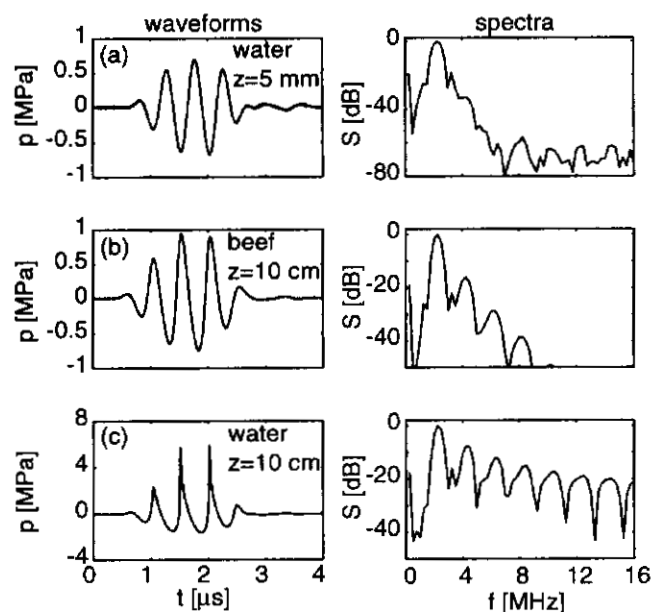 waveforms spectra
(a) water
z=5 mm
p [MPa]
1
0.5
0
-0.5
-1
S [dB]
0
-40
-80
(b) beef
z=10 cm
p [MPa]
1
0.5
0
-0.5
-1
S [dB]
0
-20
-40
(c) water
z=10 cm
p [MPa]
8
4
0
-4
S [dB]
0
-20
-40
0 1 2 3 4
t [µs]
0 4 8 12 16
f [MHz]